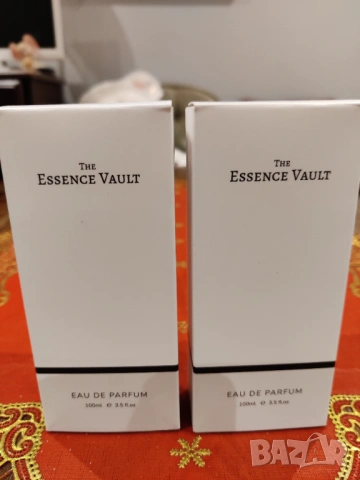 THE
ESSENCE VAULT
EAU DE PARFUM
100mL ℮ 3.5 fl.oz
THE
ESSENCE VAULT
EAU DE PARFUM
100mL ℮ 3.5 fl.oz
BAZAR